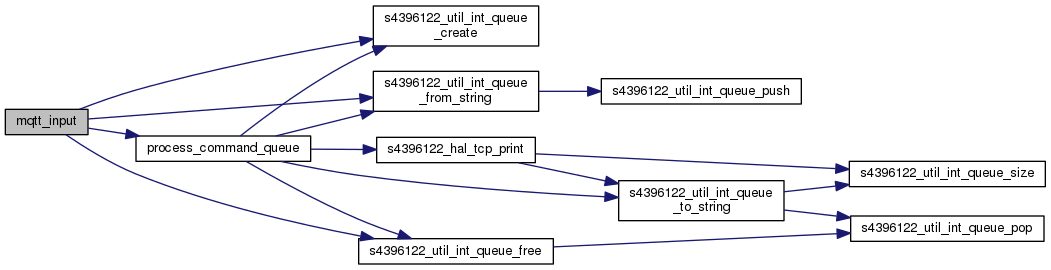 mqtt_input
process_command_queue
s4396122_util_int_queue
_create
s4396122_util_int_queue
_from_string
s4396122_hal_tcp_print
s4396122_util_int_queue_free
s4396122_util_int_queue_push
s4396122_util_int_queue
_to_string
s4396122_util_int_queue_size
s4396122_util_int_queue_pop